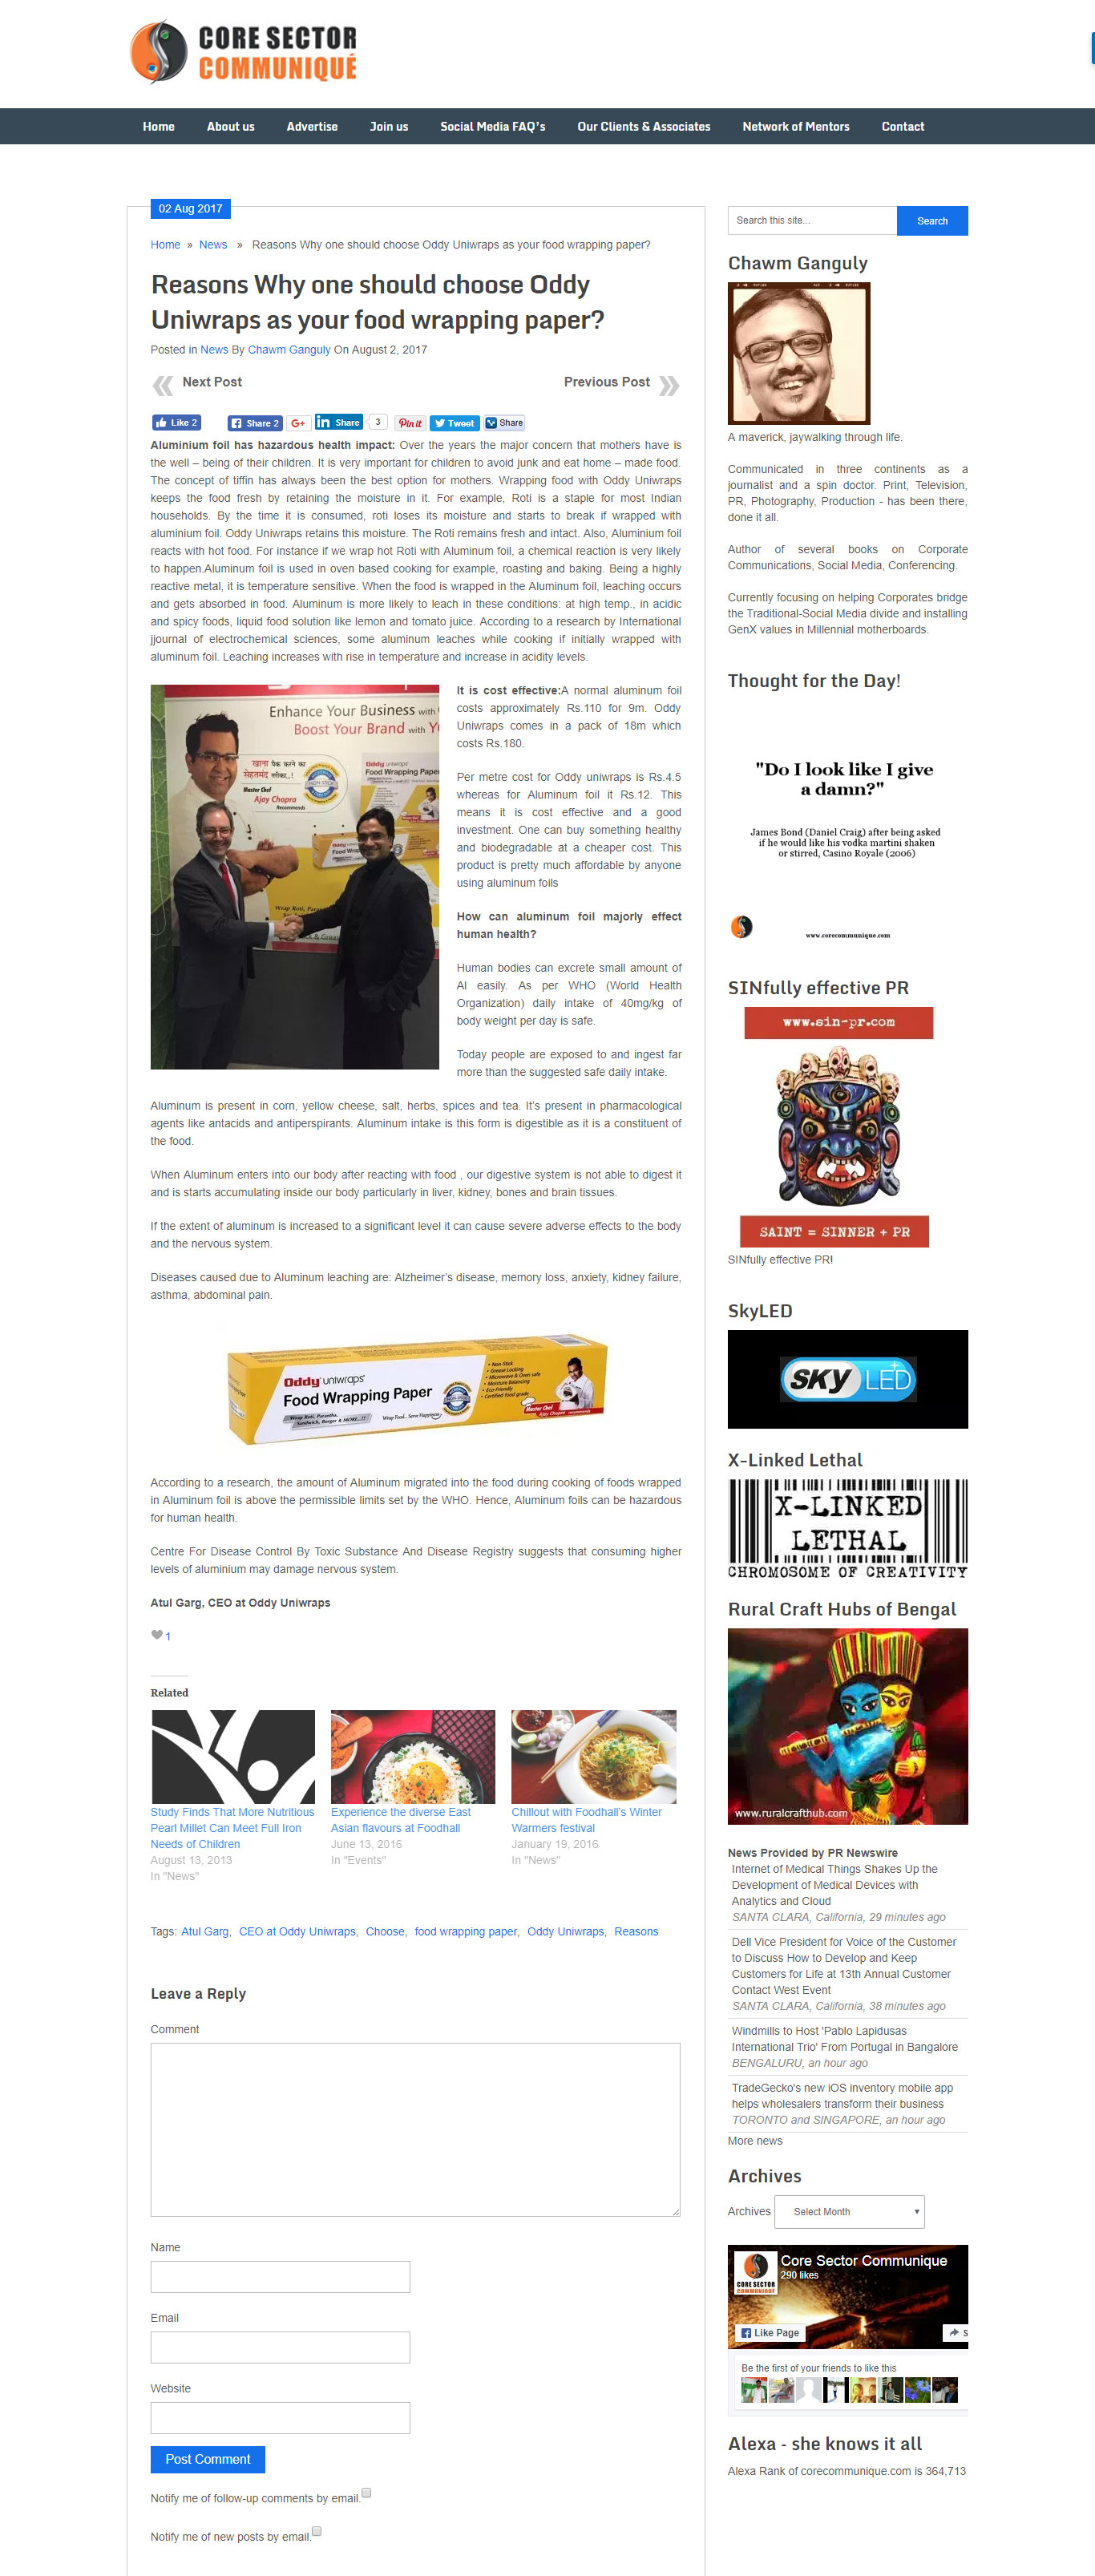 CORE SECTOR
COMMUNIQUÉ
Home About us Advertise Join us Social Media FAQ's Our Clients & Associates Network of Mentors Contact
02 Aug 2017
Home » News » Reasons Why one should choose Oddy Uniwraps as your food wrapping paper?
Reasons Why one should choose Oddy
Uniwraps as your food wrapping paper?
Posted in News By Chawm Ganguly On August 2, 2017
Next Post Previous Post
Like 2 Share 2 G+ in Share 3 Pin it Tweet Share
Aluminium foil has hazardous health impact: Over the years the major concern that mothers have is
the well – being of their children. It is very important for children to avoid junk and eat home – made food.
The concept of tiffin has always been the best option for mothers. Wrapping food with Oddy Uniwraps
keeps the food fresh by retaining the moisture in it. For example, Roti is a staple for most Indian
households. By the time it is consumed, roti loses its moisture and starts to break if wrapped with
aluminium foil. Oddy Uniwraps retains this moisture. The Roti remains fresh and intact. Also, Aluminium foil
reacts with hot food. For instance if we wrap hot Roti with Aluminum foil, a chemical reaction is very likely
to happen.Aluminum foil is used in oven based cooking for example, roasting and baking. Being a highly
reactive metal, it is temperature sensitive. When the food is wrapped in the Aluminum foil, leaching occurs
and gets absorbed in food. Aluminum is more likely to leach in these conditions: at high temp., in acidic
and spicy foods, liquid food solution like lemon and tomato juice. According to a research by International
jjournal of electrochemical sciences, some aluminum leaches while cooking if initially wrapped with
aluminum foil. Leaching increases with rise in temperature and increase in acidity levels.
Enhance Your Business with
Boost Your Brand with Y
खाना पैक करने का
सेहतमंद तरीका..!
Master Chef
Ajay Chopra
Recommends
Oddy uniwraps
Food Wrapping Paper
Wrap Roti, Par
It is cost effective:A normal aluminum foil
costs approximately Rs.110 for 9m. Oddy
Uniwraps comes in a pack of 18m which
costs Rs.180.
Per metre cost for Oddy uniwraps is Rs.4.5
whereas for Aluminum foil it Rs.12. This
means it is cost effective and a good
investment. One can buy something healthy
and biodegradable at a cheaper cost. This
product is pretty much affordable by anyone
using aluminum foils
How can aluminum foil majorly effect
human health?
Human bodies can excrete small amount of
Al easily. As per WHO (World Health
Organization) daily intake of 40mg/kg of
body weight per day is safe.
Today people are exposed to and ingest far
more than the suggested safe daily intake.
Aluminum is present in corn, yellow cheese, salt, herbs, spices and tea. It's present in pharmacological
agents like antacids and antiperspirants. Aluminum intake is this form is digestible as it is a constituent of
the food.
When Aluminum enters into our body after reacting with food , our digestive system is not able to digest it
and is starts accumulating inside our body particularly in liver, kidney, bones and brain tissues.
If the extent of aluminum is increased to a significant level it can cause severe adverse effects to the body
and the nervous system.
Diseases caused due to Aluminum leaching are: Alzheimer's disease, memory loss, anxiety, kidney failure,
asthma, abdominal pain.
Oddy uniwraps
Food Wrapping Paper
Wrap Roti, Parantha,
Sandwich, Burger & MORE...!!
Wrap Food... Serve Happiness
• Non-Stick
• Grease Locking
• Microwave & Oven safe
• Moisture Balancing
• Eco-Friendly
• Certified food grade
Master Chef
Ajay Chopra
According to a research, the amount of Aluminum migrated into the food during cooking of foods wrapped
in Aluminum foil is above the permissible limits set by the WHO. Hence, Aluminum foils can be hazardous
for human health.
Centre For Disease Control By Toxic Substance And Disease Registry suggests that consuming higher
levels of aluminium may damage nervous system.
Atul Garg, CEO at Oddy Uniwraps
1
Related
Study Finds That More Nutritious
Pearl Millet Can Meet Full Iron
Needs of Children
August 13, 2013
In "News"
Experience the diverse East
Asian flavours at Foodhall
June 13, 2016
In "Events"
Chillout with Foodhall's Winter
Warmers festival
January 19, 2016
In "News"
Tags: Atul Garg, CEO at Oddy Uniwraps, Choose, food wrapping paper, Oddy Uniwraps, Reasons
Leave a Reply
Comment
Name
Email
Website
Post Comment
Notify me of follow-up comments by email.
Notify me of new posts by email.
Search this site...
Search
Chawm Ganguly
A maverick, jaywalking through life.
Communicated in three continents as a
journalist and a spin doctor. Print, Television,
PR, Photography, Production - has been there,
done it all.
Author of several books on Corporate
Communications, Social Media, Conferencing.
Currently focusing on helping Corporates bridge
the Traditional-Social Media divide and installing
GenX values in Millennial motherboards.
Thought for the Day!
"Do I look like I give
a damn?"
James Bond (Daniel Craig) after being asked
if he would like his vodka martini shaken
or stirred, Casino Royale (2006)
www.corecommunique.com
SINfully effective PR
www.sin-pr.com
SAINT = SINNER + PR
SINfully effective PR!
SkyLED
SKY LED
X-Linked Lethal
X-LINKED
LETHAL
CHROMOSOME OF CREATIVITY
Rural Craft Hubs of Bengal
www.ruralcrafthub.com
News Provided by PR Newswire
Internet of Medical Things Shakes Up the
Development of Medical Devices with
Analytics and Cloud
SANTA CLARA, California, 29 minutes ago
Dell Vice President for Voice of the Customer
to Discuss How to Develop and Keep
Customers for Life at 13th Annual Customer
Contact West Event
SANTA CLARA, California, 38 minutes ago
Windmills to Host 'Pablo Lapidusas
International Trio' From Portugal in Bangalore
BENGALURU, an hour ago
TradeGecko's new iOS inventory mobile app
helps wholesalers transform their business
TORONTO and SINGAPORE, an hour ago
More news
Archives
Archives Select Month
CORE SECTOR
COMMUNIQUÉ
Core Sector Communique
290 likes
Like Page
S
Be the first of your friends to like this
Alexa - she knows it all
Alexa Rank of corecommunique.com is 364,713